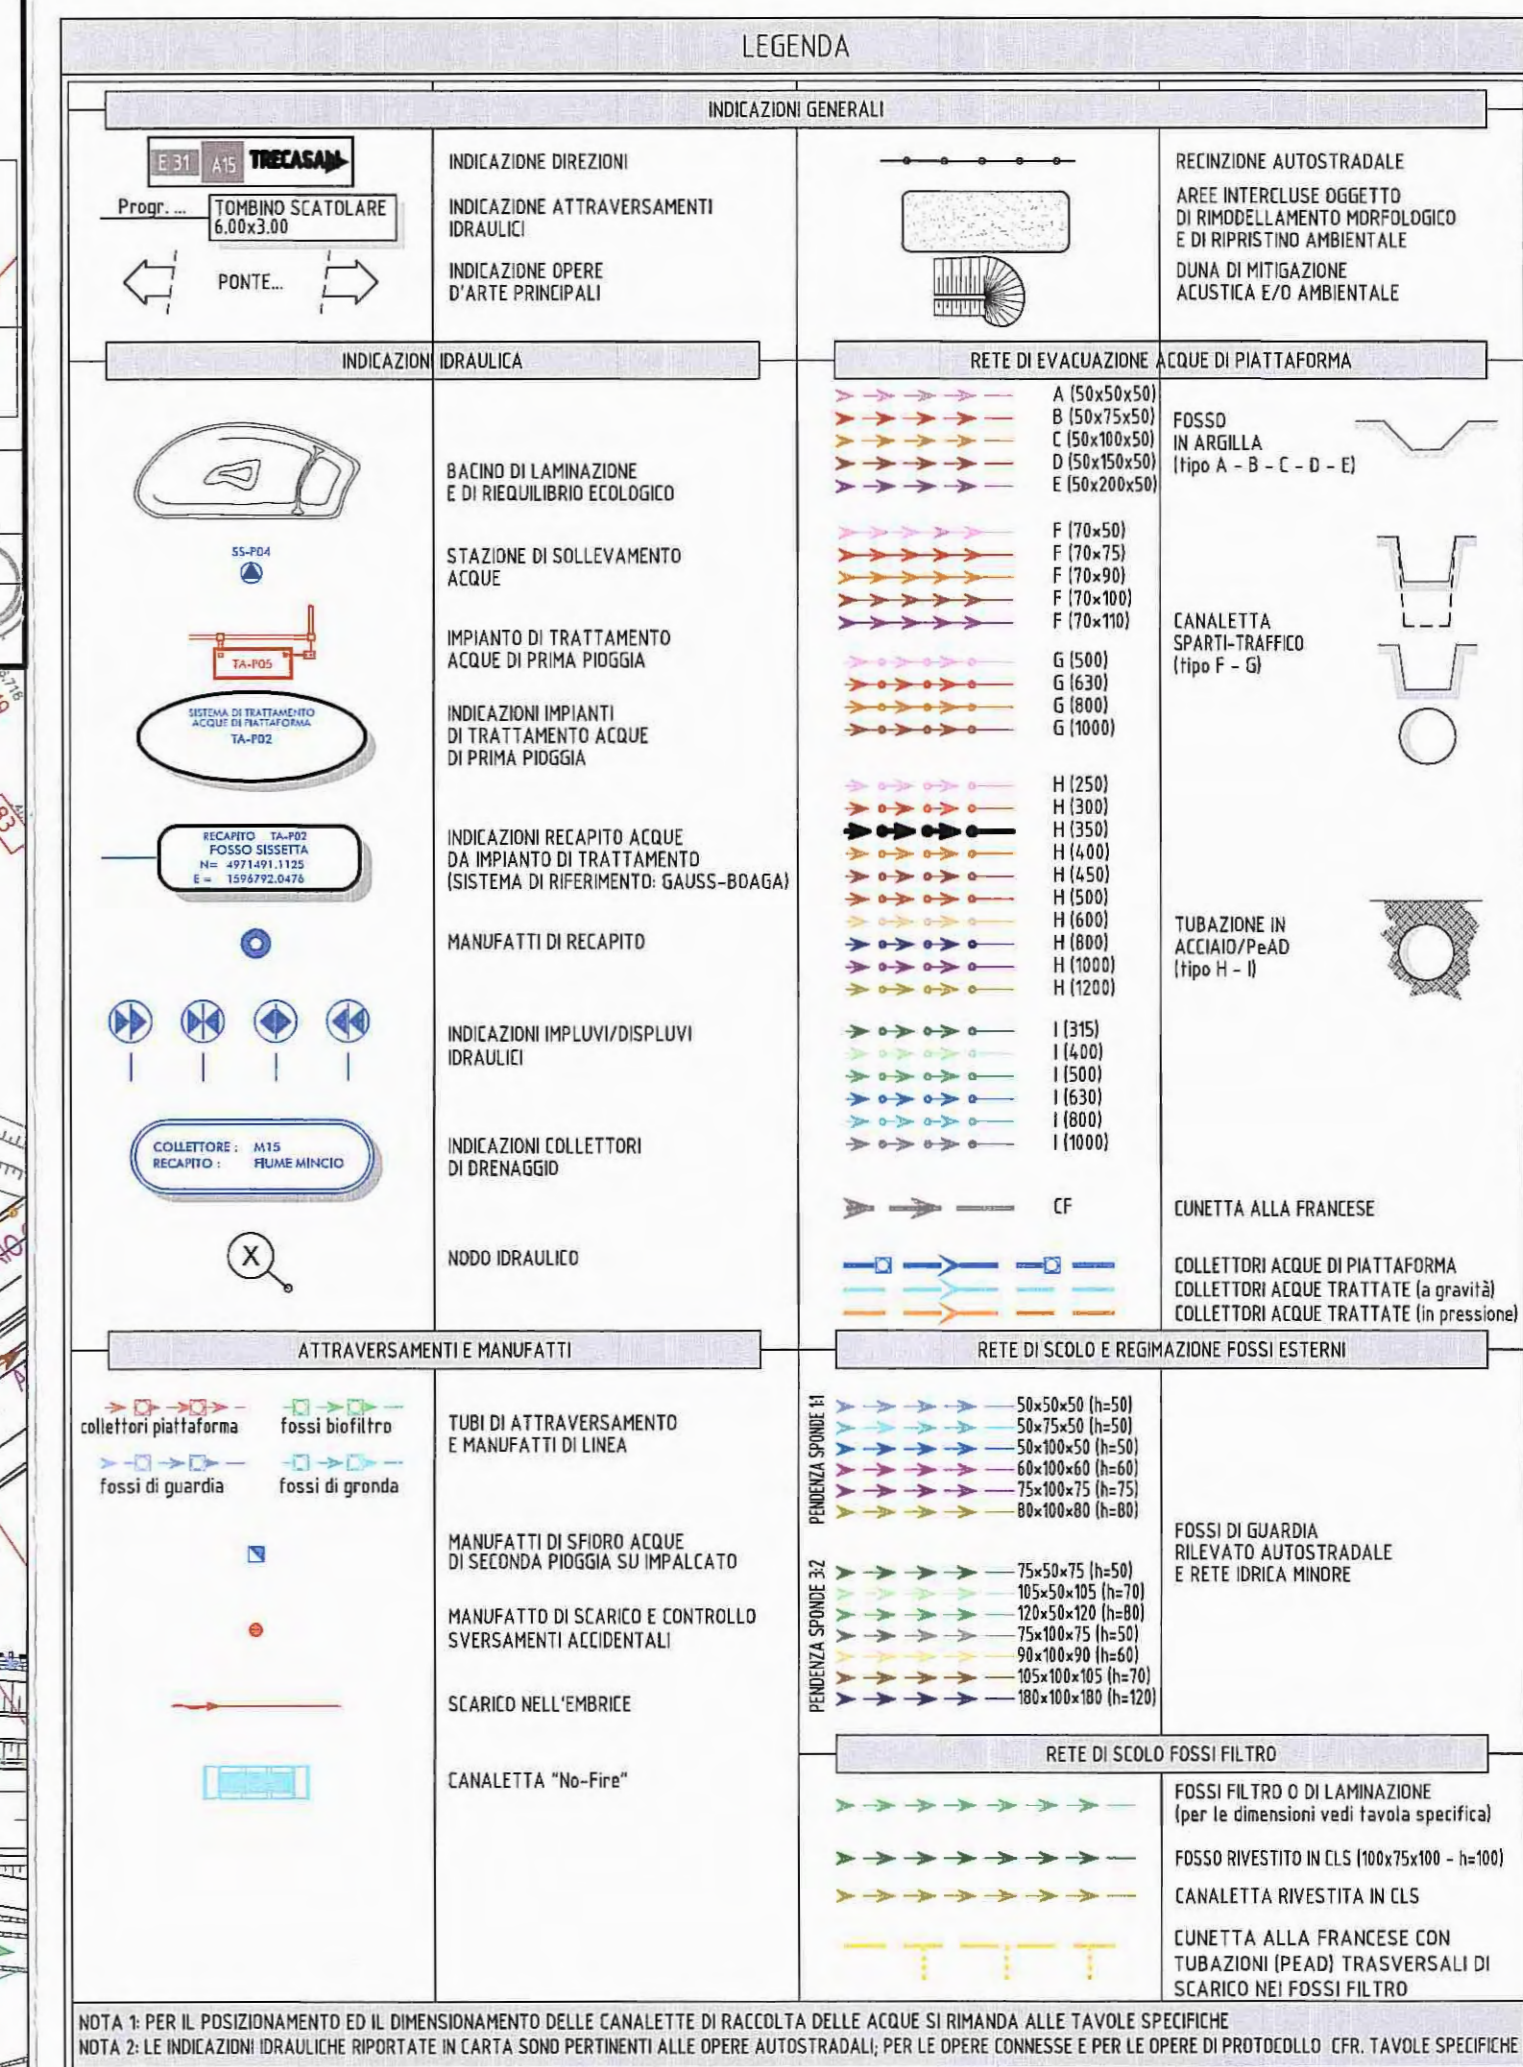 LEGENDA
INDICAZIONI GENERALI
E 31 A15 TRECASALI
INDICAZIONE DIREZIONI
Progr. ...
TOMBINO SCATOLARE
6.00x3.00
INDICAZIONE ATTRAVERSAMENTI
IDRAULICI
PONTE...
INDICAZIONE OPERE
D'ARTE PRINCIPALI
RECINZIONE AUTOSTRADALE
AREE INTERCLUSE OGGETTO
DI RIMODELLAMENTO MORFOLOGICO
E DI RIPRISTINO AMBIENTALE
DUNA DI MITIGAZIONE
ACUSTICA E/O AMBIENTALE
INDICAZIONI IDRAULICA
BACINO DI LAMINAZIONE
E DI RIEQUILIBRIO ECOLOGICO
SS-P04
STAZIONE DI SOLLEVAMENTO
ACQUE
TA-P05
IMPIANTO DI TRATTAMENTO
ACQUE DI PRIMA PIOGGIA
SISTEMA DI TRATTAMENTO
ACQUE DI PIATTAFORMA
TA-P02
INDICAZIONI IMPIANTI
DI TRATTAMENTO ACQUE
DI PRIMA PIOGGIA
RECAPITO TA-P02
FOSSO SISSETTA
N= 4971491.1125
E = 1596792.0476
INDICAZIONI RECAPITO ACQUE
DA IMPIANTO DI TRATTAMENTO
(SISTEMA DI RIFERIMENTO: GAUSS-BOAGA)
MANUFATTI DI RECAPITO
INDICAZIONI IMPLUVI/DISPLUVI
IDRAULICI
COLLETTORE : M15
RECAPITO : FIUME MINCIO
INDICAZIONI COLLETTORI
DI DRENAGGIO
X
NODO IDRAULICO
RETE DI EVACUAZIONE ACQUE DI PIATTAFORMA
A (50x50x50)
B (50x75x50)
C (50x100x50)
D (50x150x50)
E (50x200x50)
FOSSO
IN ARGILLA
(tipo A - B - C - D - E)
F (70x50)
F (70x75)
F (70x90)
F (70x100)
F (70x110)
G (500)
G (630)
G (800)
G (1000)
CANALETTA
SPARTI-TRAFFICO
(tipo F - G)
H (250)
H (300)
H (350)
H (400)
H (450)
H (500)
H (600)
H (800)
H (1000)
H (1200)
I (315)
I (400)
I (500)
I (630)
I (800)
I (1000)
TUBAZIONE IN
ACCIAIO/PeAD
(tipo H - I)
CF
CUNETTA ALLA FRANCESE
COLLETTORI ACQUE DI PIATTAFORMA
COLLETTORI ACQUE TRATTATE (a gravità)
COLLETTORI ACQUE TRATTATE (in pressione)
ATTRAVERSAMENTI E MANUFATTI
collettori piattaforma
fossi biofiltro
fossi di guardia
fossi di gronda
TUBI DI ATTRAVERSAMENTO
E MANUFATTI DI LINEA
MANUFATTI DI SFIORO ACQUE
DI SECONDA PIOGGIA SU IMPALCATO
MANUFATTO DI SCARICO E CONTROLLO
SVERSAMENTI ACCIDENTALI
SCARICO NELL'EMBRICE
CANALETTA "No-Fire"
RETE DI SCOLO E REGIMAZIONE FOSSI ESTERNI
PENDENZA SPONDE 1:1
50x50x50 (h=50)
50x75x50 (h=50)
50x100x50 (h=50)
60x100x60 (h=60)
75x100x75 (h=75)
80x100x80 (h=80)
PENDENZA SPONDE 3:2
75x50x75 (h=50)
105x50x105 (h=70)
120x50x120 (h=80)
75x100x75 (h=50)
90x100x90 (h=60)
105x100x105 (h=70)
180x100x180 (h=120)
FOSSI DI GUARDIA
RILEVATO AUTOSTRADALE
E RETE IDRICA MINORE
RETE DI SCOLO FOSSI FILTRO
FOSSI FILTRO O DI LAMINAZIONE
(per le dimensioni vedi tavola specifica)
FOSSO RIVESTITO IN CLS (100x75x100 - h=100)
CANALETTA RIVESTITA IN CLS
CUNETTA ALLA FRANCESE CON
TUBAZIONI (PEAD) TRASVERSALI DI
SCARICO NEI FOSSI FILTRO
NOTA 1: PER IL POSIZIONAMENTO ED IL DIMENSIONAMENTO DELLE CANALETTE DI RACCOLTA DELLE ACQUE SI RIMANDA ALLE TAVOLE SPECIFICHE
NOTA 2: LE INDICAZIONI IDRAULICHE RIPORTATE IN CARTA SONO PERTINENTI ALLE OPERE AUTOSTRADALI; PER LE OPERE CONNESSE E PER LE OPERE DI PROTOCOLLO CFR. TAVOLE SPECIFICHE